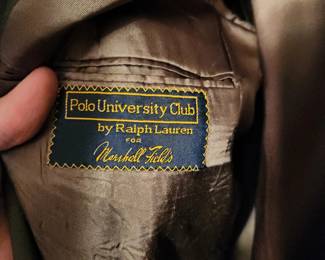 Polo University Club
by Ralph Lauren
FOR
Marshall Field's